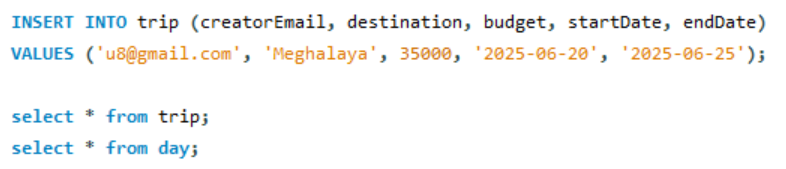 INSERT INTO trip (creatorEmail, destination, budget, startDate, endDate)
VALUES ('u8@gmail.com', 'Meghalaya', 35000, '2025-06-20', '2025-06-25');
select * from trip;
select * from day;